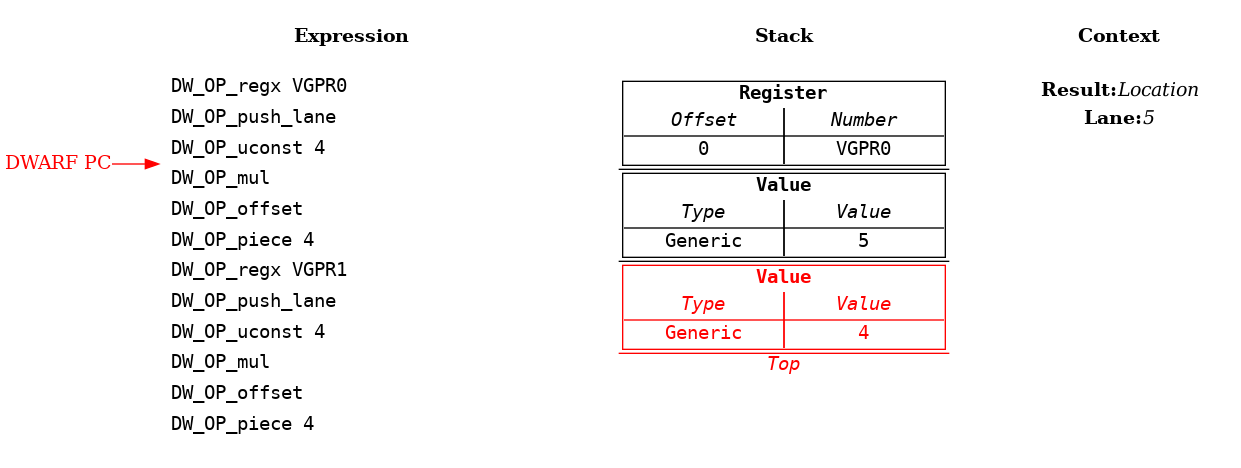 Expression
DW_OP_regx VGPR0
DW_OP_push_lane
DW_OP_uconst 4
DWARF PC
DW_OP_mul
DW_OP_offset
DW_OP_piece 4
DW_OP_regx VGPR1
DW_OP_push_lane
DW_OP_uconst 4
DW_OP_mul
DW_OP_offset
DW_OP_piece 4
Stack
Register
Offset Number
0 VGPR0
Value
Type Value
Generic 5
Value
Type Value
Generic 4
Top
Context
Result:Location
Lane:5